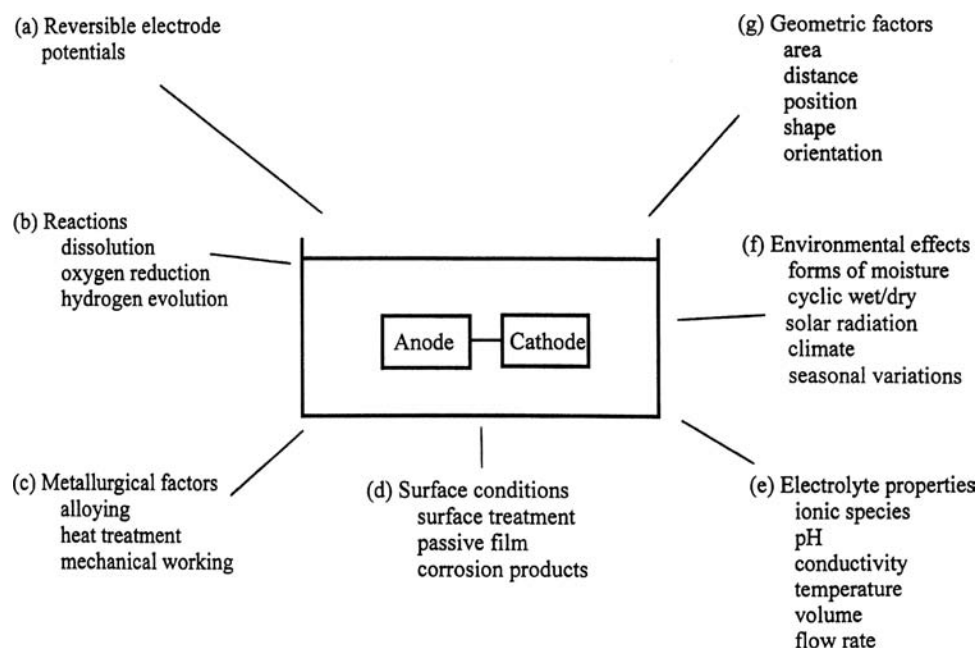 (a) Reversible electrode
potentials
(g) Geometric factors
area
distance
position
shape
orientation
(b) Reactions
dissolution
oxygen reduction
hydrogen evolution
(f) Environmental effects
forms of moisture
cyclic wet/dry
solar radiation
climate
seasonal variations
Anode
Cathode
(c) Metallurgical factors
alloying
heat treatment
mechanical working
(d) Surface conditions
surface treatment
passive film
corrosion products
(e) Electrolyte properties
ionic species
pH
conductivity
temperature
volume
flow rate